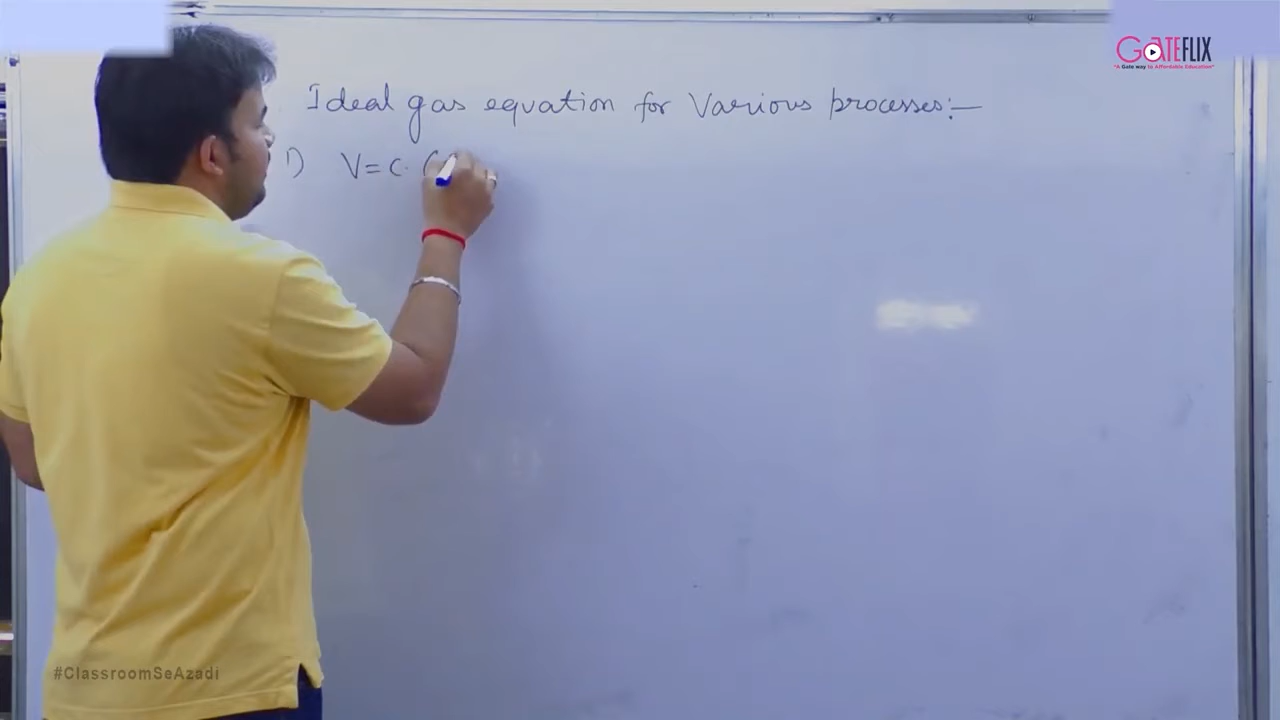 GATEFLIX
"A Gate way to Affordable Education"
Ideal gas equation for Various processes:-
1) V=C. (
#ClassroomSeAzadi